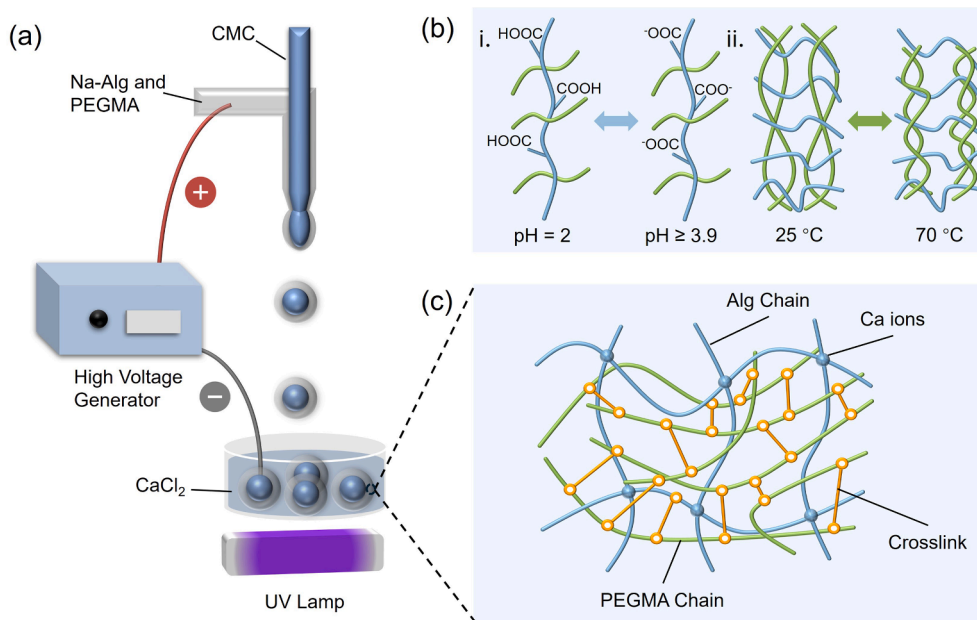 (a)
CMC
Na-Alg and
PEGMA
+
High Voltage
Generator
−
CaCl₂
UV Lamp
(b)
i.
HOOC
COOH
HOOC
pH = 2
⁻OOC
COO⁻
⁻OOC
pH ≥ 3.9
ii.
25 °C
70 °C
(c)
Alg Chain
Ca ions
Crosslink
PEGMA Chain